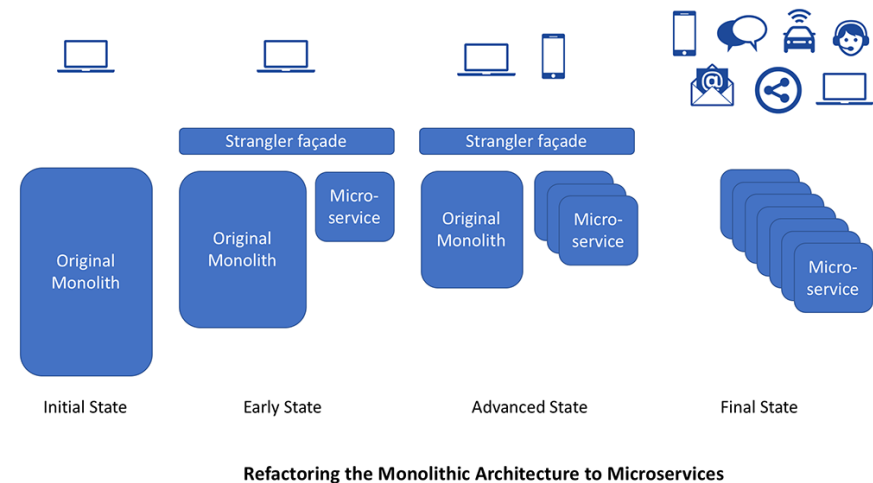 Strangler façade
Strangler façade
Original
Monolith
Original
Monolith
Micro-
service
Original
Monolith
Micro-
service
Micro-
service
Initial State
Early State
Advanced State
Final State
Refactoring the Monolithic Architecture to Microservices